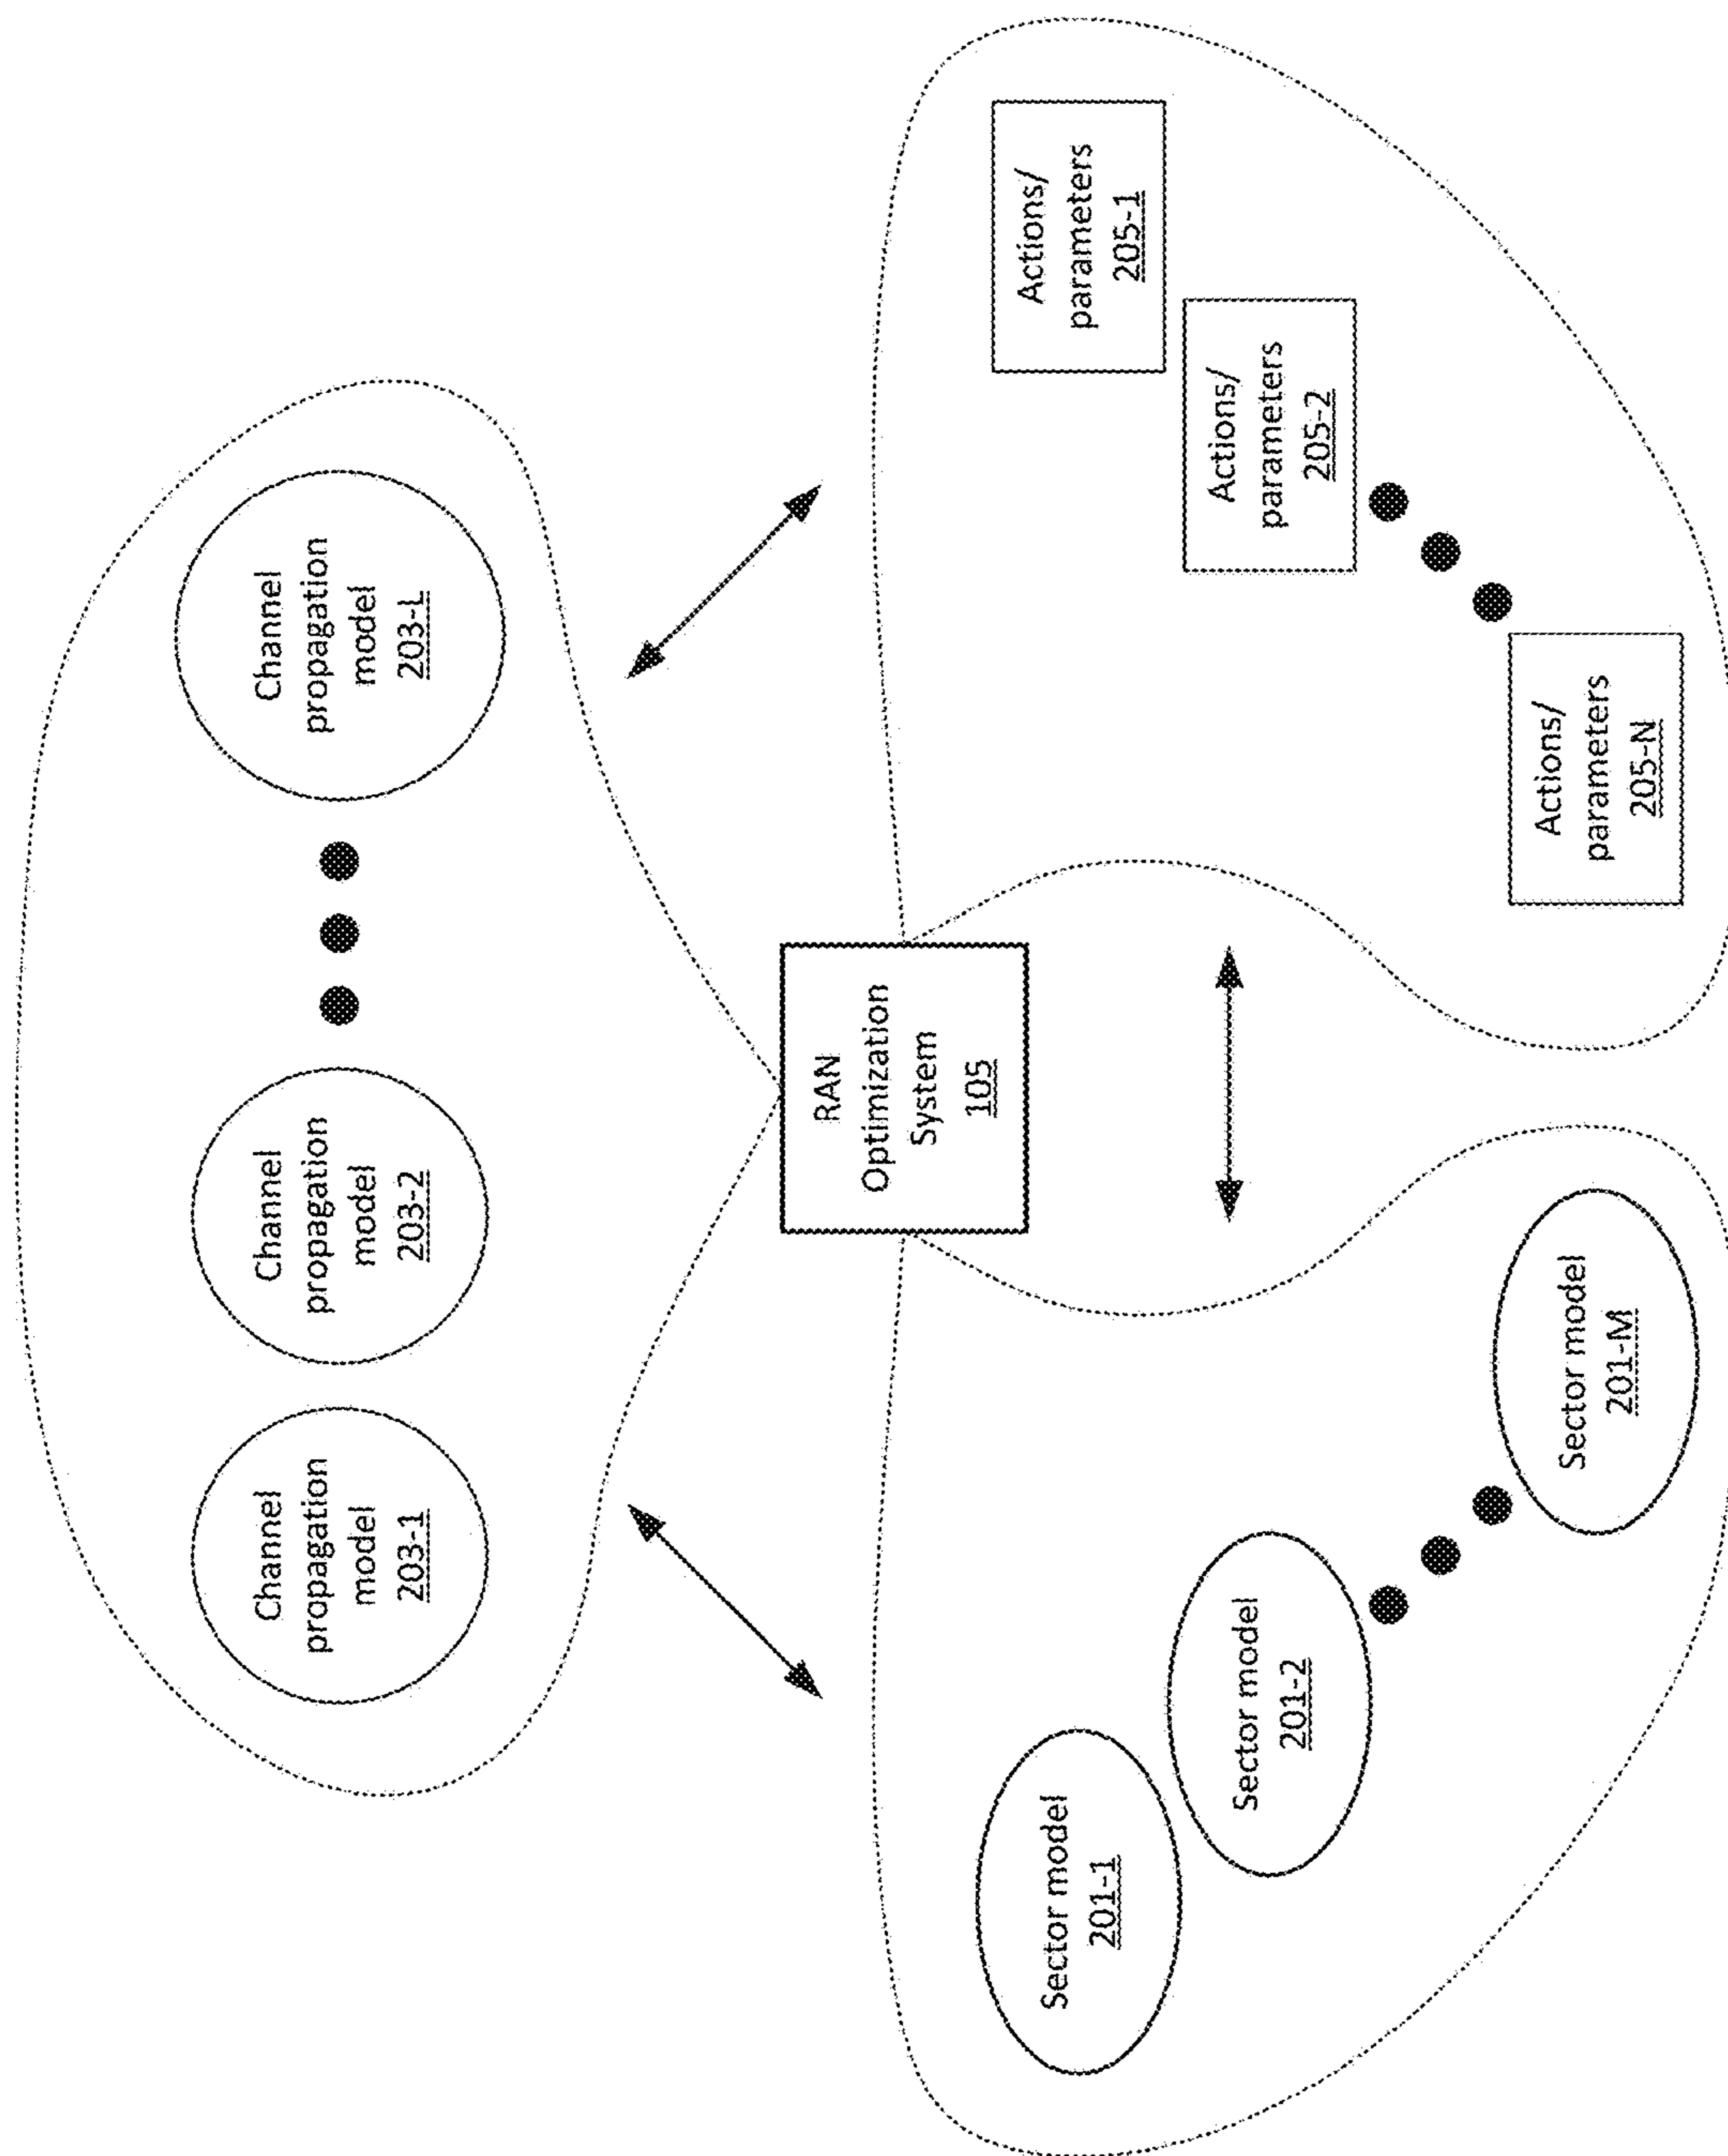 Channel
propagation
model
203-1
Channel
propagation
model
203-2
Channel
propagation
model
203-L
RAN
Optimization
System
105
Sector model
201-1
Sector model
201-2
Sector model
201-M
Actions/
parameters
205-1
Actions/
parameters
205-2
Actions/
parameters
205-N